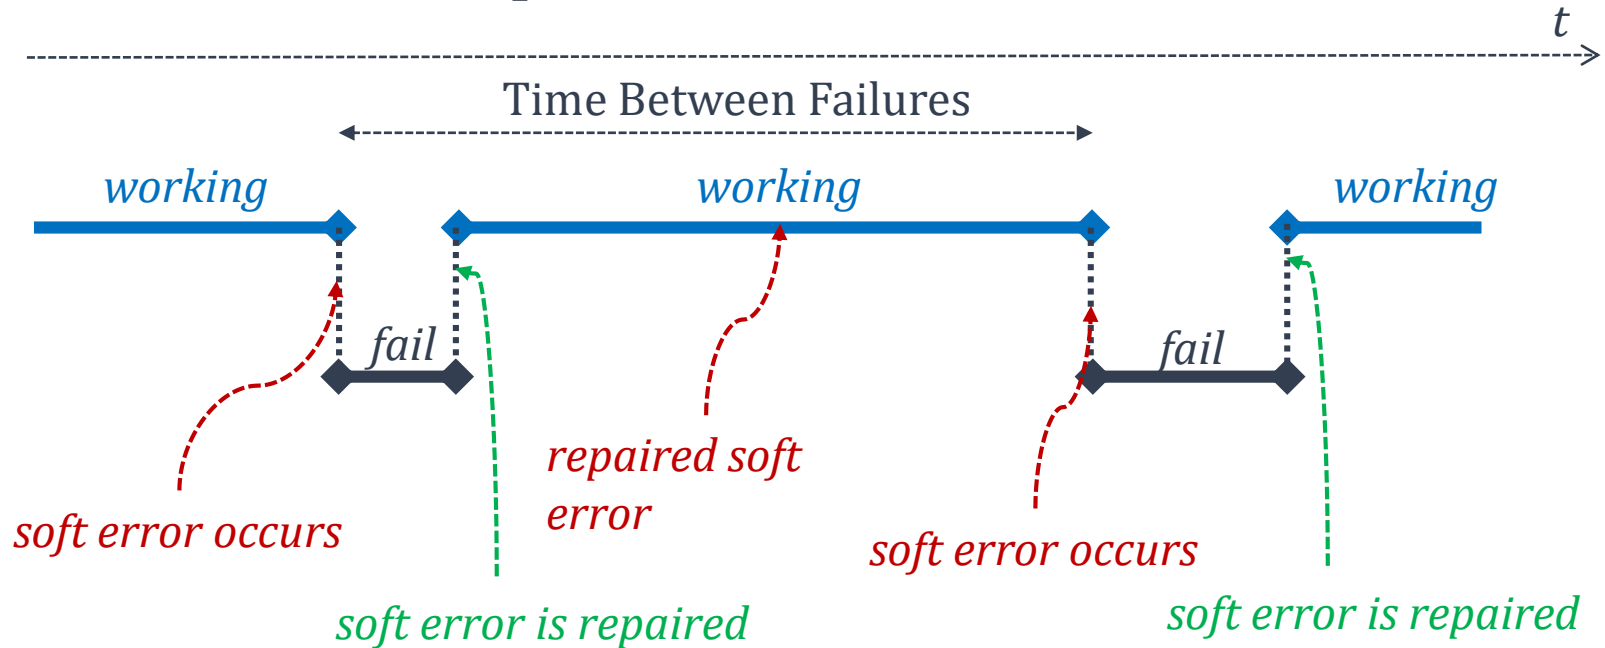 t
Time Between Failures
working
working
working
fail
fail
repaired soft
error
soft error occurs
soft error occurs
soft error is repaired
soft error is repaired